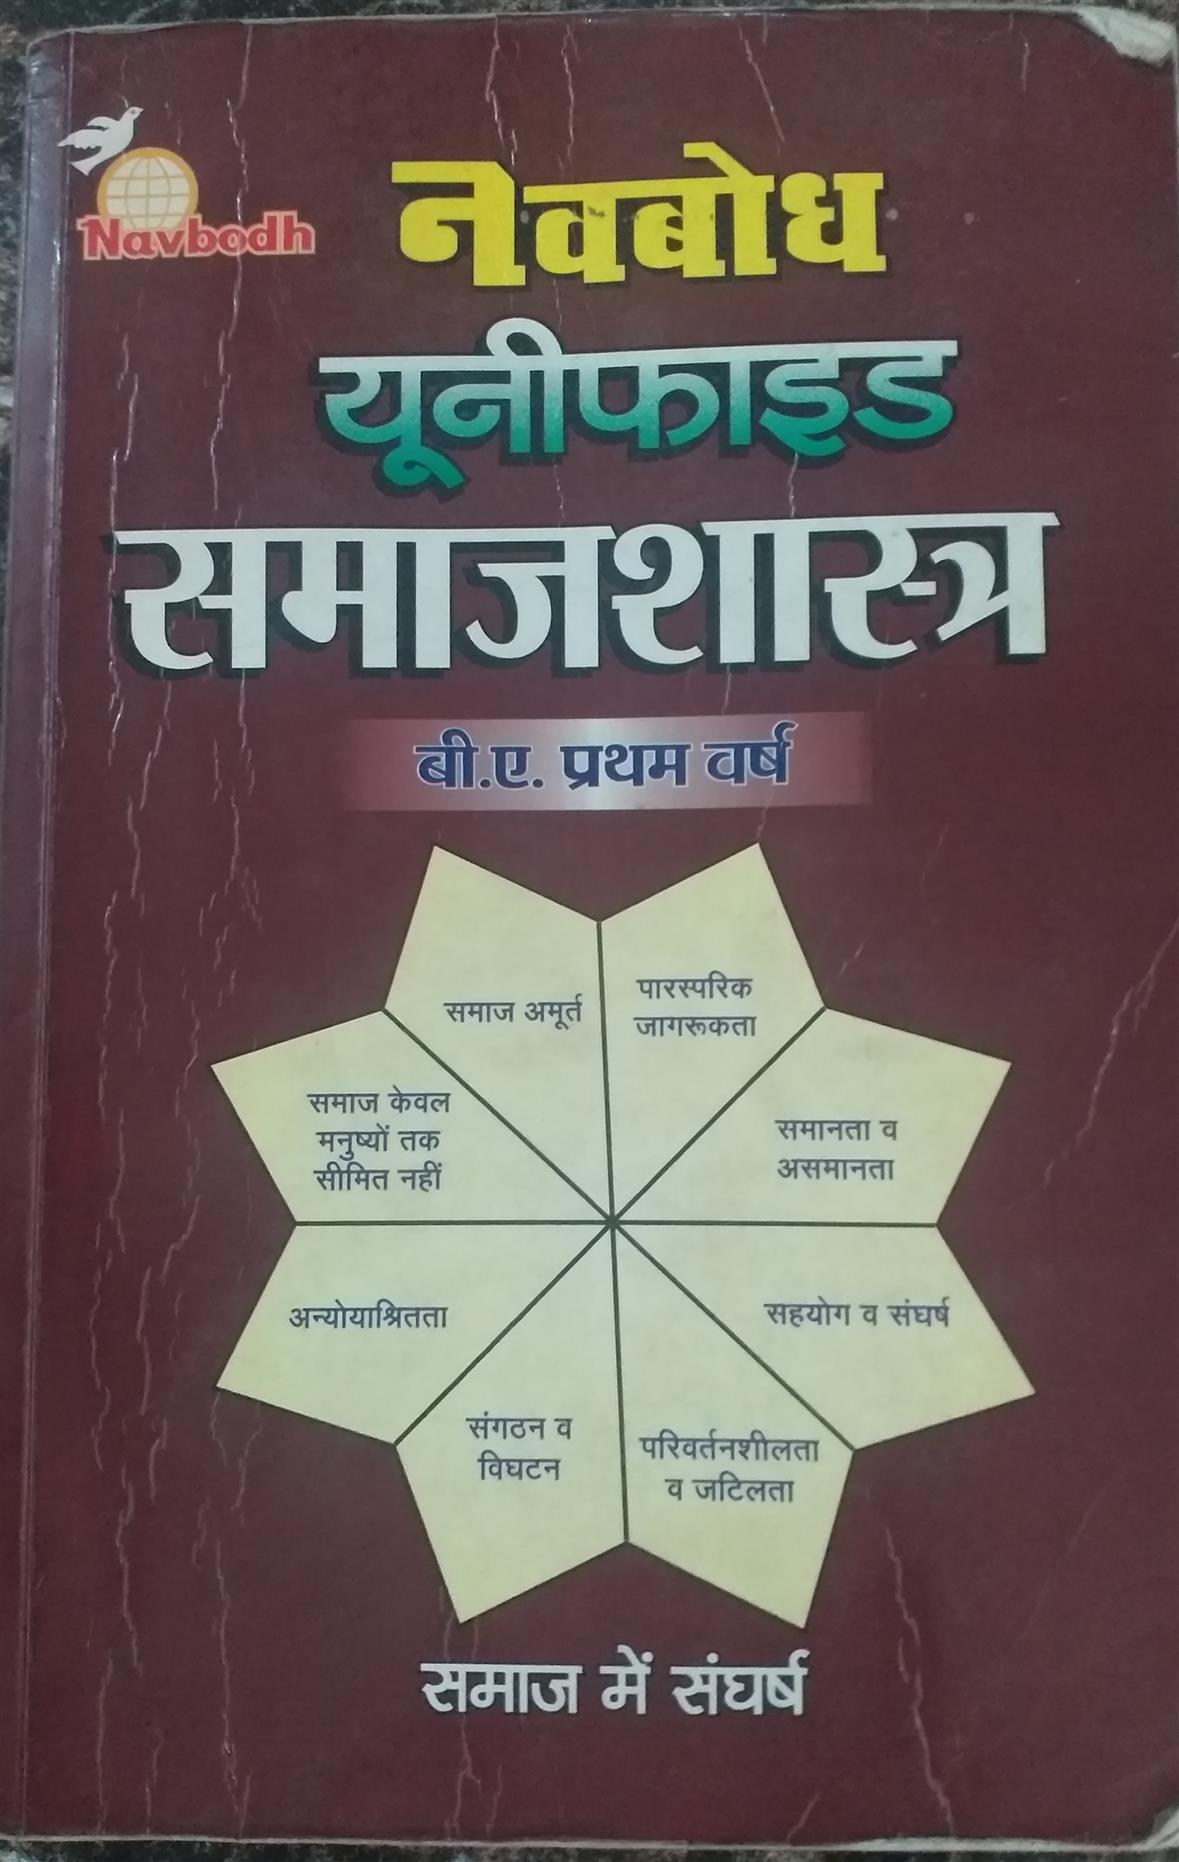 Navbodh
नवबोध
यूनीफाइड
समाजशास्त्र
बी.ए. प्रथम वर्ष
समाज अमूर्त
पारस्परिक
जागरूकता
समानता व
असमानता
सहयोग व संघर्ष
परिवर्तनशीलता
व जटिलता
संगठन व
विघटन
अन्योयाश्रितता
समाज केवल
मनुष्यों तक
सीमित नहीं
समाज में संघर्ष